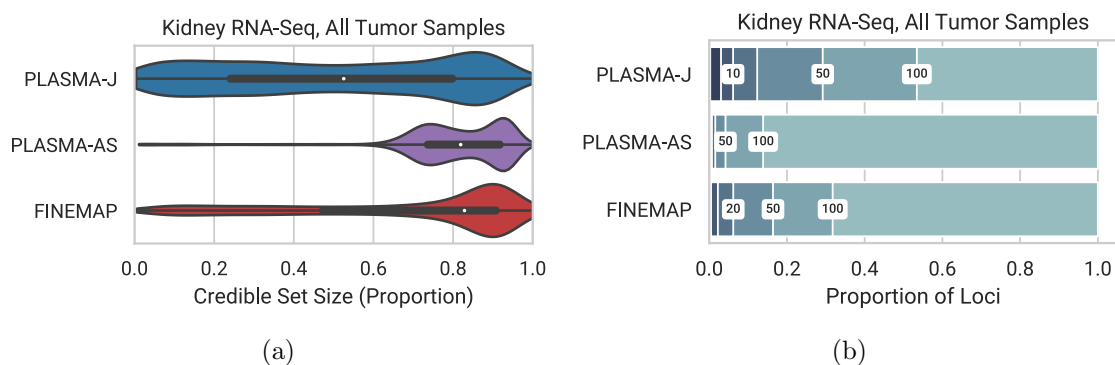 Kidney RNA-Seq, All Tumor Samples
PLASMA-J
PLASMA-AS
FINEMAP
0.0 0.2 0.4 0.6 0.8 1.0
Credible Set Size (Proportion)
(a)
Kidney RNA-Seq, All Tumor Samples
PLASMA-J
10 50 100
PLASMA-AS
50 100
FINEMAP
20 50 100
0.0 0.2 0.4 0.6 0.8 1.0
Proportion of Loci
(b)